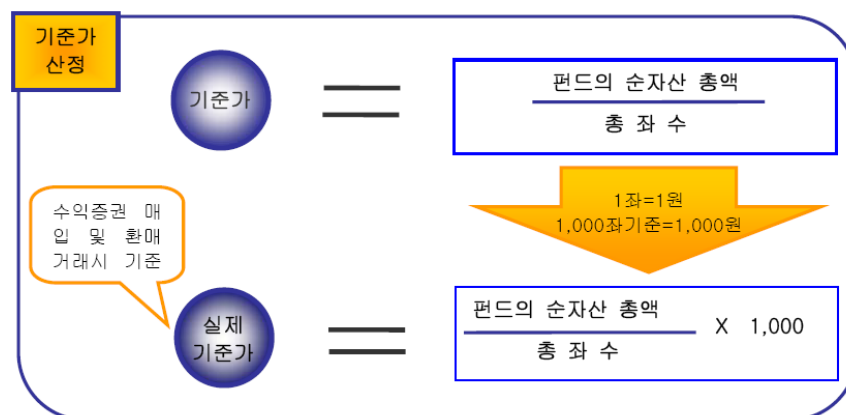 기준가
산정
기준가
펀드의 순자산 총액
총 좌 수
1좌=1원
1,000좌기준=1,000원
수익증권 매
입 및 환매
거래시 기준
실제
기준가
펀드의 순자산 총액
X 1,000
총 좌 수